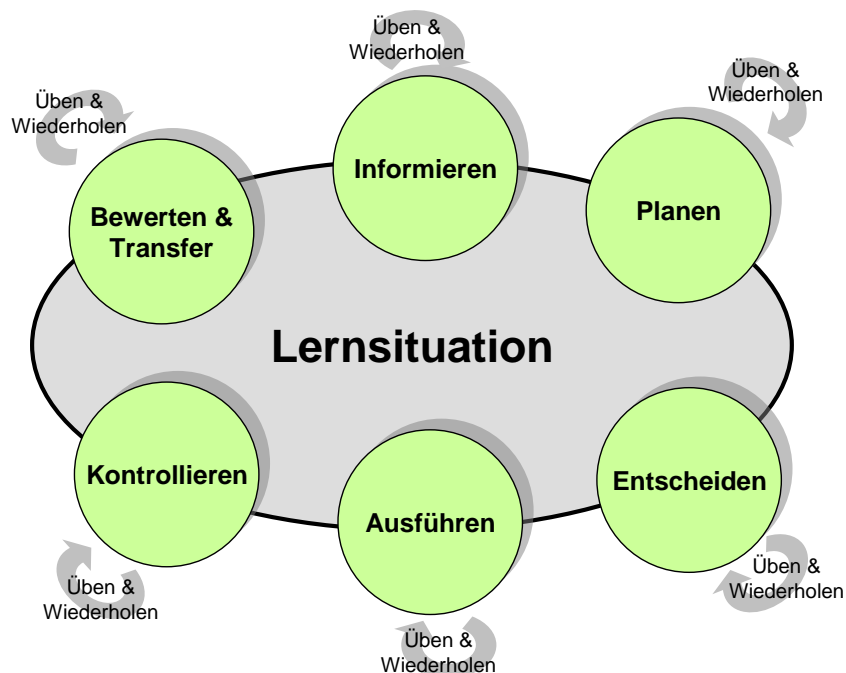 Üben &
Wiederholen
Informieren
Üben &
Wiederholen
Planen
Üben &
Wiederholen
Entscheiden
Üben &
Wiederholen
Ausführen
Üben &
Wiederholen
Kontrollieren
Üben &
Wiederholen
Bewerten &
Transfer
Lernsituation